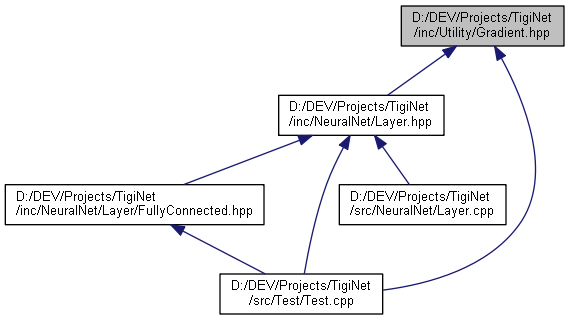 D:/DEV/Projects/TigiNet
/inc/Utility/Gradient.hpp
D:/DEV/Projects/TigiNet
/inc/NeuralNet/Layer.hpp
D:/DEV/Projects/TigiNet
/inc/NeuralNet/Layer/FullyConnected.hpp
D:/DEV/Projects/TigiNet
/src/NeuralNet/Layer.cpp
D:/DEV/Projects/TigiNet
/src/Test/Test.cpp